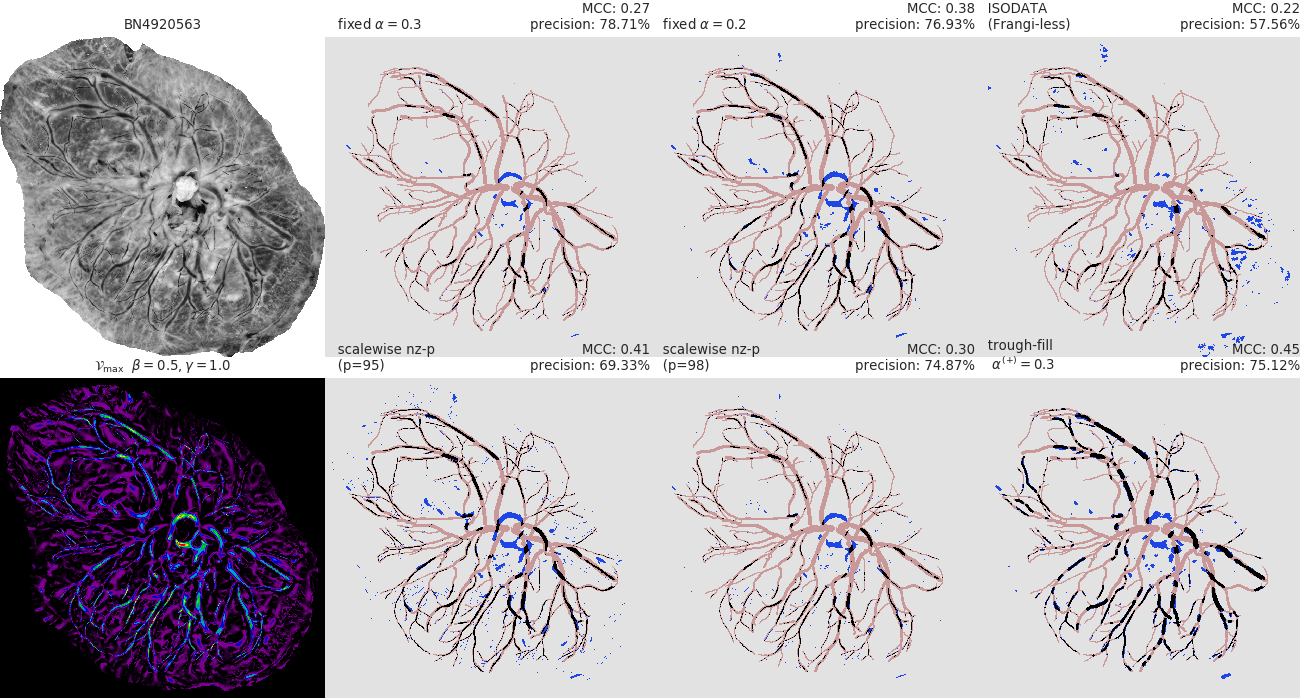 BN4920563
fixed α = 0.3
MCC: 0.27
precision: 78.71%
fixed α = 0.2
MCC: 0.38
precision: 76.93%
ISODATA
(Frangi-less)
MCC: 0.22
precision: 57.56%
𝒱max β = 0.5, γ = 1.0
scalewise nz-p
(p=95)
MCC: 0.41
precision: 69.33%
scalewise nz-p
(p=98)
MCC: 0.30
precision: 74.87%
trough-fill
α⁽⁺⁾ = 0.3
MCC: 0.45
precision: 75.12%